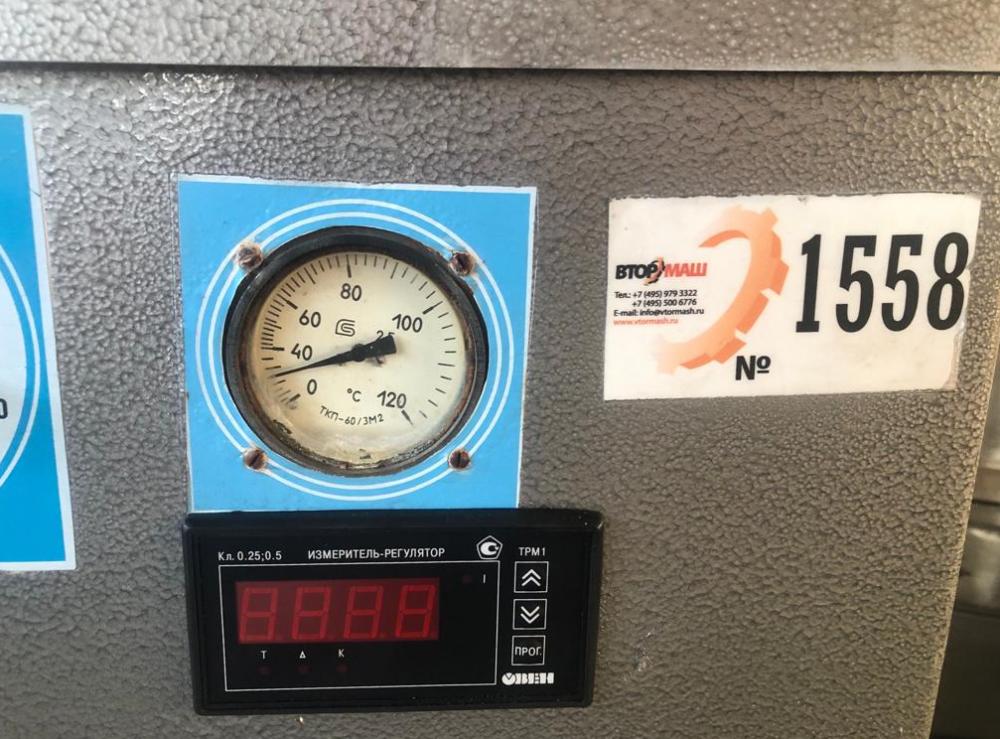 80
60
100
40
25
0
°C
120
ТКП-60/3М2
ВТОРМАШ
Тел.: +7 (495) 979 3322
+7 (495) 500 6776
E-mail: info@vtormash.ru
www.vtormash.ru
№
1558
0
Кл. 0.25;0.5
ИЗМЕРИТЕЛЬ-РЕГУЛЯТОР
ТРМ1
I
Т Δ К
ПРОГ.
ОВЕН